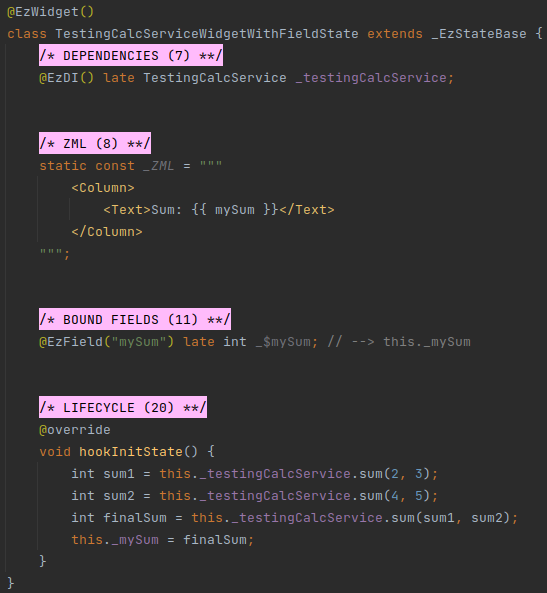 @EzWidget()
class TestingCalcServiceWidgetWithFieldState extends _EzStateBase {
/* DEPENDENCIES (7) **/
@EzDI() late TestingCalcService _testingCalcService;
/* ZML (8) **/
static const _ZML = """
<Column>
<Text>Sum: {{ mySum }}</Text>
</Column>
""";
/* BOUND FIELDS (11) **/
@EzField("mySum") late int _$mySum; // --> this._mySum
/* LIFECYCLE (20) **/
@override
void hookInitState() {
int sum1 = this._testingCalcService.sum(2, 3);
int sum2 = this._testingCalcService.sum(4, 5);
int finalSum = this._testingCalcService.sum(sum1, sum2);
this._mySum = finalSum;
}
}